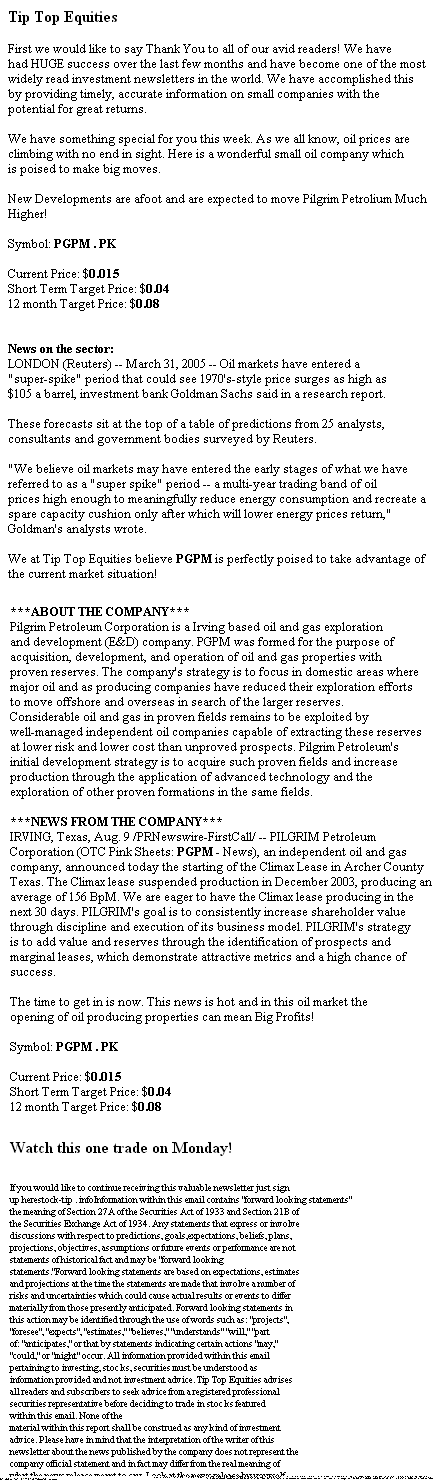 Tip Top Equities
First we would like to say Thank You to all of our avid readers! We have
had HUGE success over the last few months and have become one of the most
widely read investment newsletters in the world. We have accomplished this
by providing timely, accurate information on small companies with the
potential for great returns.
We have something special for you this week. As we all know, oil prices are
climbing with no end in sight. Here is a wonderful small oil company which
is poised to make big moves.
New Developments are afoot and are expected to move Pilgrim Petrolium Much
Higher!
Symbol: PGPM . PK
Current Price: $0.015
Short Term Target Price: $0.04
12 month Target Price: $0.08
News on the sector:
LONDON (Reuters) -- March 31, 2005 -- Oil markets have entered a
"super-spike" period that could see 1970's-style price surges as high as
$105 a barrel, investment bank Goldman Sachs said in a research report.
These forecasts sit at the top of a table of predictions from 25 analysts,
consultants and government bodies surveyed by Reuters.
"We believe oil markets may have entered the early stages of what we have
referred to as a "super spike" period -- a multi-year trading band of oil
prices high enough to meaningfully reduce energy consumption and recreate a
spare capacity cushion only after which will lower energy prices return,"
Goldman's analysts wrote.
We at Tip Top Equities believe PGPM is perfectly poised to take advantage of
the current market situation!
***ABOUT THE COMPANY***
Pilgrim Petroleum Corporation is a Irving based oil and gas exploration
and development (E&D) company. PGPM was formed for the purpose of
acquisition, development, and operation of oil and gas properties with
proven reserves. The company's strategy is to focus in domestic areas where
major oil and as producing companies have reduced their exploration efforts
to move offshore and overseas in search of the larger reserves.
Considerable oil and gas in proven fields remains to be exploited by
well-managed independent oil companies capable of extracting these reserves
at lower risk and lower cost than unproved prospects. Pilgrim Petroleum's
initial development strategy is to acquire such proven fields and increase
production through the application of advanced technology and the
exploration of other proven formations in the same fields.
***NEWS FROM THE COMPANY***
IRVING, Texas, Aug. 9 /PRNewswire-FirstCall/ -- PILGRIM Petroleum
Corporation (OTC Pink Sheets: PGPM - News), an independent oil and gas
company, announced today the starting of the Climax Lease in Archer County
Texas. The Climax lease suspended production in December 2003, producing an
average of 156 BpM. We are eager to have the Climax lease producing in the
next 30 days. PILGRIM's goal is to consistently increase shareholder value
through discipline and execution of its business model. PILGRIM's strategy
is to add value and reserves through the identification of prospects and
marginal leases, which demonstrate attractive metrics and a high chance of
success.
The time to get in is now. This news is hot and in this oil market the
opening of oil producing properties can mean Big Profits!
Symbol: PGPM . PK
Current Price: $0.015
Short Term Target Price: $0.04
12 month Target Price: $0.08
Watch this one trade on Monday!
If you would like to continue receiving this valuable newsletter just sign
up herestock-tip . infoInformation within this email contains "forward looking statements"
the meaning of Section 27A of the Securities Act of 1933 and Section 21B of
the Securities Exchange Act of 1934. Any statements that express or involve
discussions with respect to predictions, goals,expectations, beliefs, plans,
projections, objectives, assumptions or future events or performance are not
statements of historical fact and may be "forward looking
statements."Forward looking statements are based on expectations, estimates
and projections at the time the statements are made that involve a number of
risks and uncertainties which could cause actual results or events to differ
materially from those presently anticipated. Forward looking statements in
this action may be identified through the use of words such as: "projects",
"foresee", "expects", "estimates," "believes," "understands" "will," "part
of: "anticipates," or that by statements indicating certain actions "may,"
"could," or "might" occur. All information provided within this email
pertaining to investing, stocks, securities must be understood as
information provided and not investment advice. Tip Top Equities advises
all readers and subscribers to seek advice from a registered professional
securities representative before deciding to trade in stocks featured
within this email. None of the
material within this report shall be construed as any kind of investment
advice. Please have in mind that the interpretation of the writer of this
newsletter about the news published by the company does not represent the
company official statement and in fact may differ from the real meaning of
what the news release meant to say.